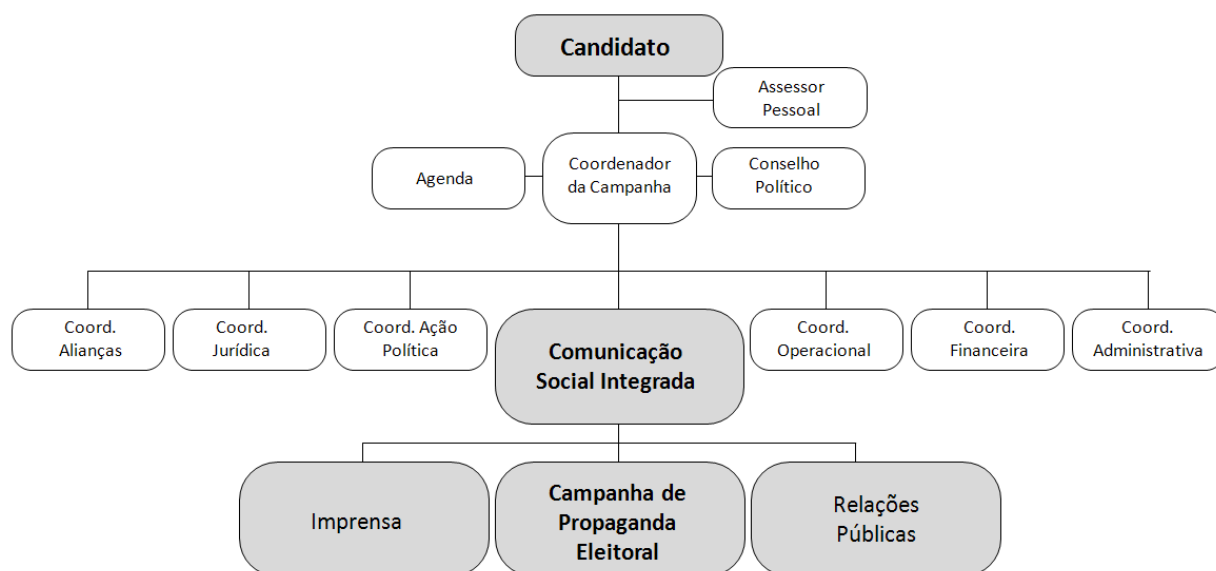 Candidato
Assessor
Pessoal
Agenda
Coordenador
da Campanha
Conselho
Político
Coord.
Alianças
Coord.
Jurídica
Coord. Ação
Política
Comunicação
Social Integrada
Coord.
Operacional
Coord.
Financeira
Coord.
Administrativa
Imprensa
Campanha de
Propaganda
Eleitoral
Relações
Públicas